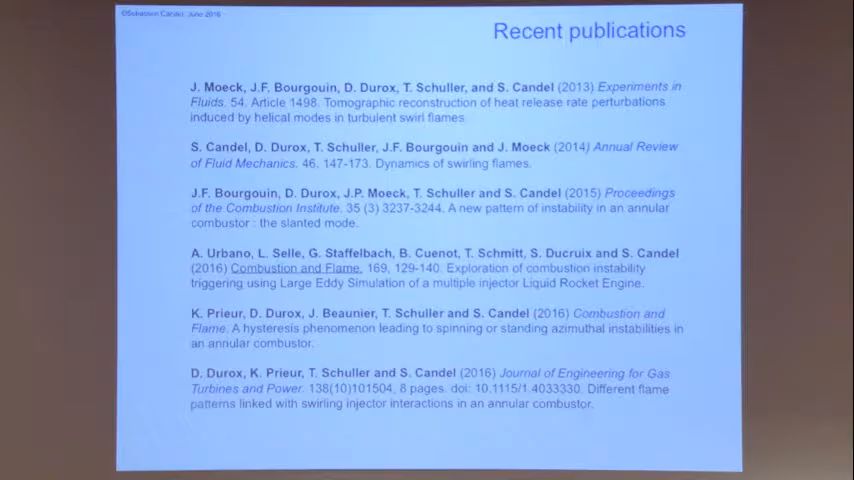 ©Sébastien Candel, June 2016
Recent publications
J. Moeck, J.F. Bourgouin, D. Durox, T. Schuller, and S. Candel (2013) Experiments in
Fluids. 54. Article 1498. Tomographic reconstruction of heat release rate perturbations
induced by helical modes in turbulent swirl flames
S. Candel, D. Durox, T. Schuller, J.F. Bourgouin and J. Moeck (2014) Annual Review
of Fluid Mechanics. 46. 147-173. Dynamics of swirling flames.
J.F. Bourgouin, D. Durox, J.P. Moeck, T. Schuller and S. Candel (2015) Proceedings
of the Combustion Institute. 35 (3) 3237-3244. A new pattern of instability in an annular
combustor : the slanted mode.
A. Urbano, L. Selle, G. Staffelbach, B. Cuenot, T. Schmitt, S. Ducruix and S. Candel
(2016) Combustion and Flame, 169, 129-140. Exploration of combustion instability
triggering using Large Eddy Simulation of a multiple injector Liquid Rocket Engine.
K. Prieur, D. Durox, J. Beaunier, T. Schuller and S. Candel (2016) Combustion and
Flame. A hysteresis phenomenon leading to spinning or standing azimuthal instabilities in
an annular combustor.
D. Durox, K. Prieur, T. Schuller and S. Candel (2016) Journal of Engineering for Gas
Turbines and Power. 138(10)101504, 8 pages. doi: 10.1115/1.4033330. Different flame
patterns linked with swirling injector interactions in an annular combustor.